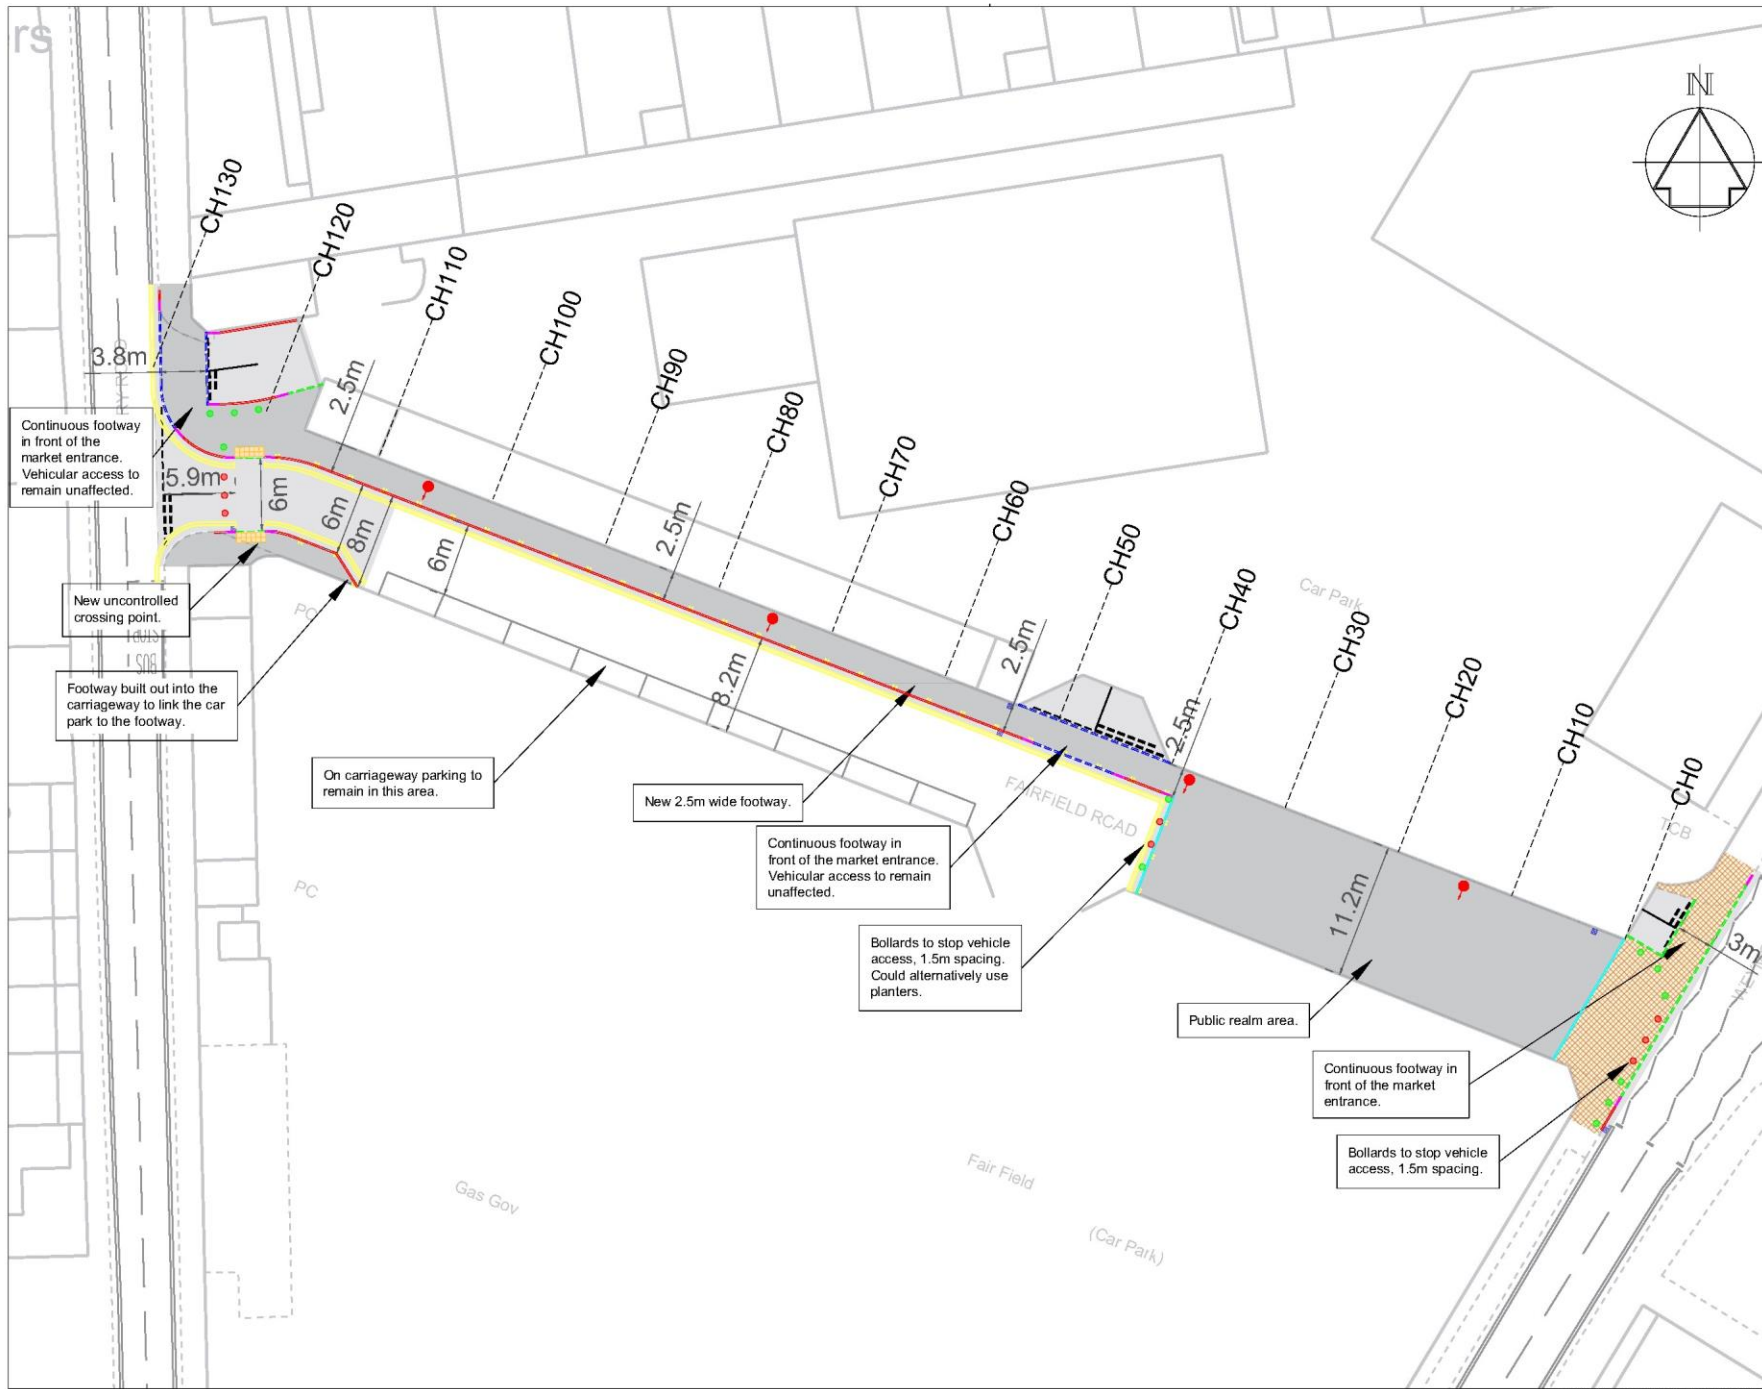 rs
N
CH130
CH120
CH110
CH100
CH90
CH80
CH70
CH60
CH50
CH40
CH30
CH20
CH10
CH0
3.8m
2.5m
5.9m
6m
6m
8m
6m
2.5m
8.2m
2.5m
2.5m
11.2m
3m
Continuous footway
in front of the
market entrance.
Vehicular access to
remain unaffected.
New uncontrolled
crossing point.
BUS
STOP
PC
Footway built out into the
carriageway to link the car
park to the footway.
On carriageway parking to
remain in this area.
New 2.5m wide footway.
FAIRFIELD ROAD
Car Park
TCB
Continuous footway in
front of the market entrance.
Vehicular access to remain
unaffected.
PC
Bollards to stop vehicle
access, 1.5m spacing.
Could alternatively use
planters.
Public realm area.
Continuous footway in
front of the market
entrance.
Bollards to stop vehicle
access, 1.5m spacing.
Gas Gov
Fair Field
(Car Park)